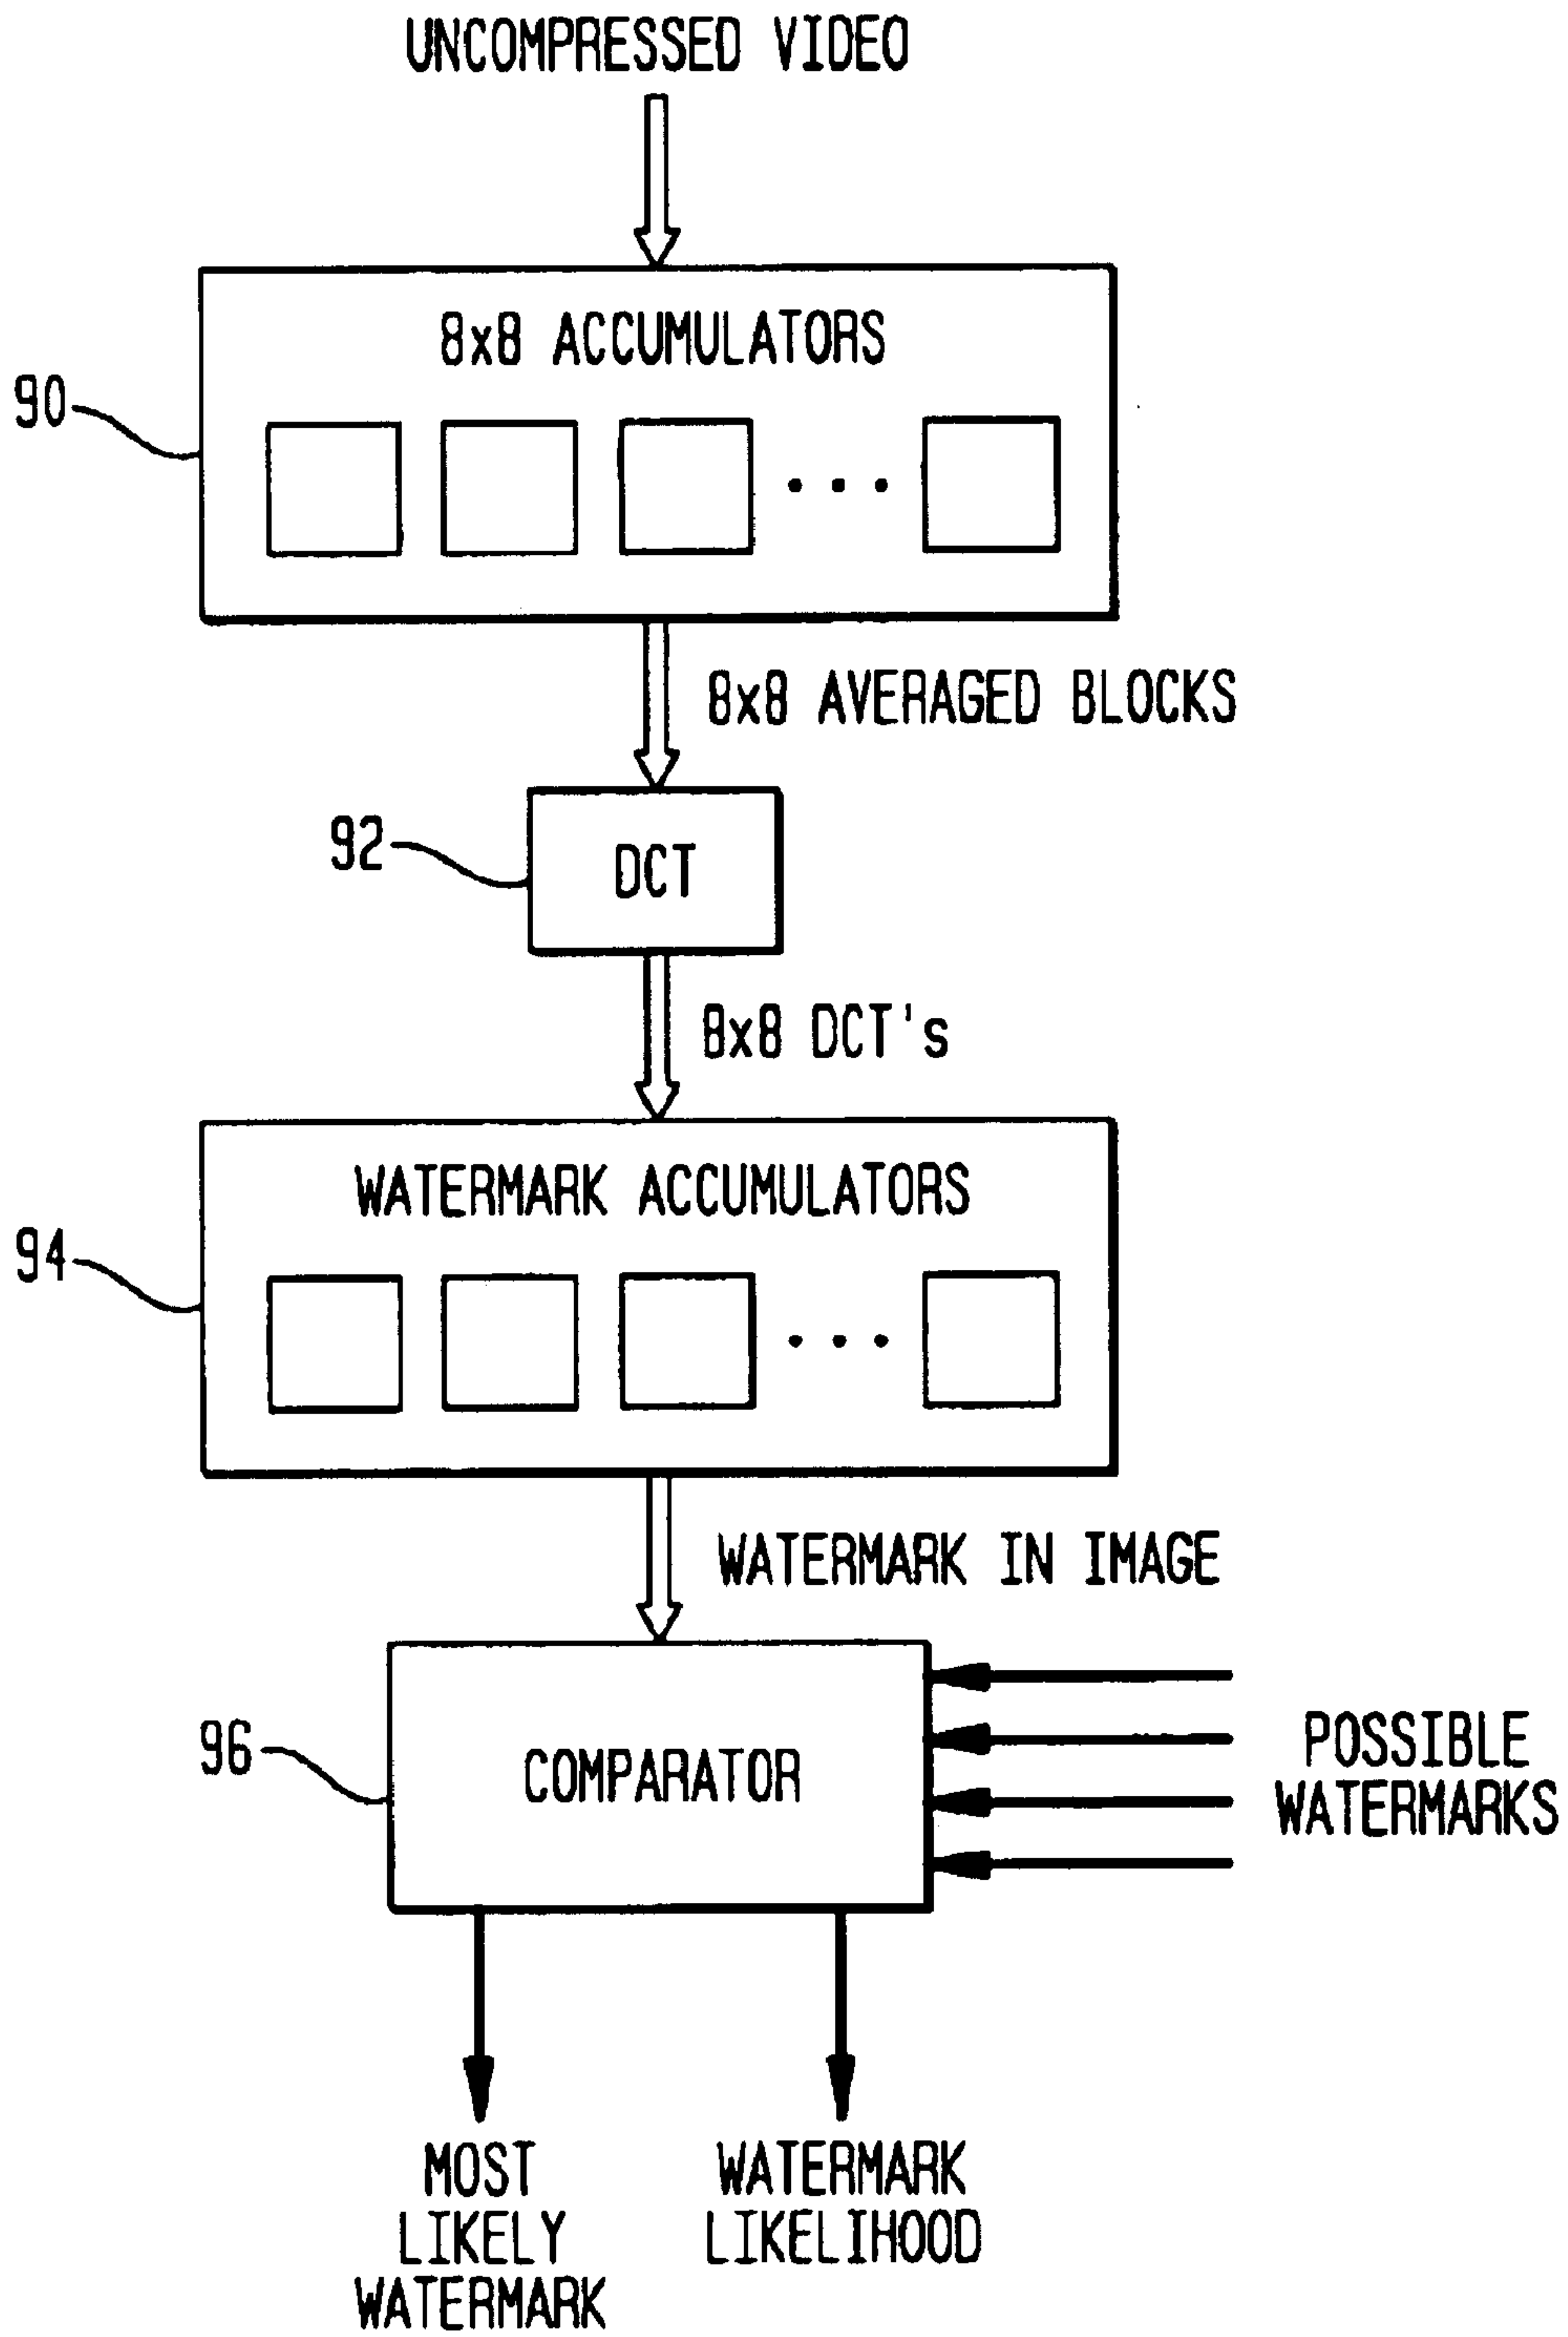 UNCOMPRESSED VIDEO
8x8 ACCUMULATORS
90
8x8 AVERAGED BLOCKS
92
DCT
8x8 DCT's
WATERMARK ACCUMULATORS
94
WATERMARK IN IMAGE
96
COMPARATOR
POSSIBLE
WATERMARKS
MOST
LIKELY
WATERMARK
WATERMARK
LIKELIHOOD